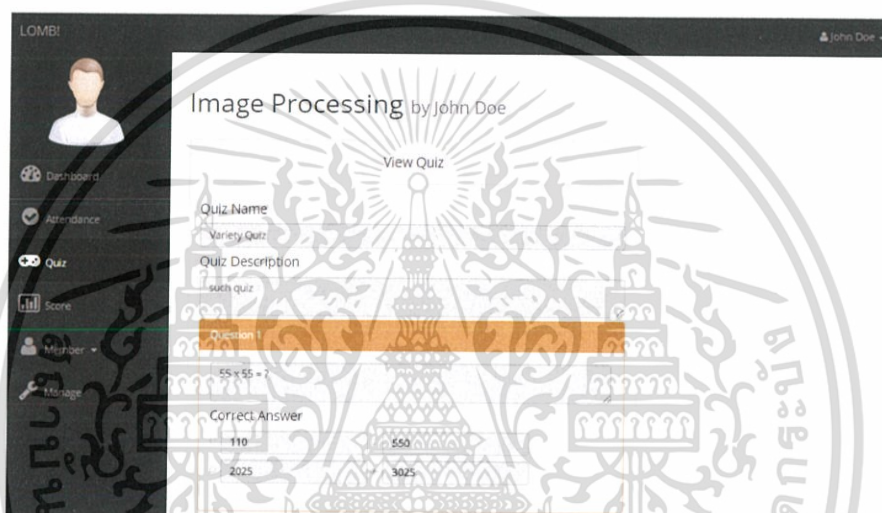 LOMB!
John Doe
Image Processing by John Doe
View Quiz
Dashboard
Attendance
Quiz
Score
Member
Manage
Quiz Name
Variety Quiz
Quiz Description
such quiz
Question 1
55 x 55 = ?
Correct Answer
110 550
2025 3025